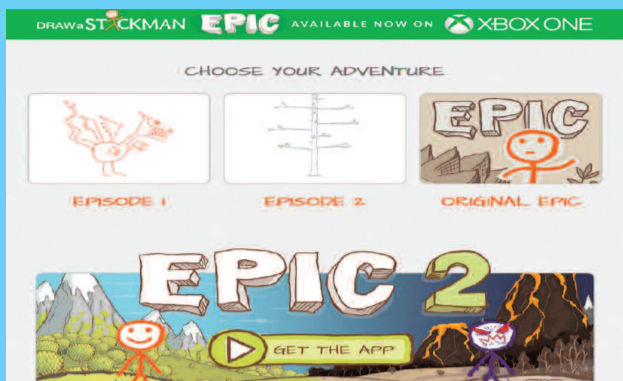 DRAW a STICKMAN EPIC AVAILABLE NOW ON XBOX ONE
CHOOSE YOUR ADVENTURE
EPIC
EPISODE 1 EPISODE 2 ORIGINAL EPIC
EPIC 2
GET THE APP